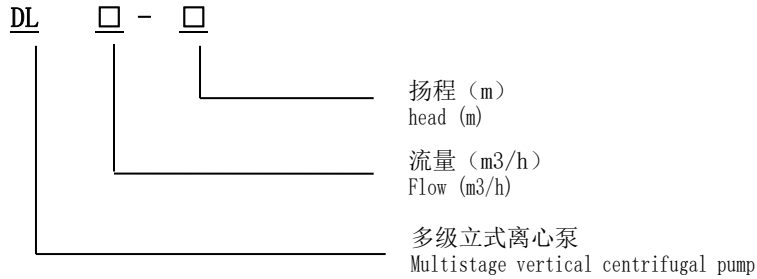 DL □ - □
扬程（m）
head (m)
流量（m3/h）
Flow (m3/h)
多级立式离心泵
Multistage vertical centrifugal pump